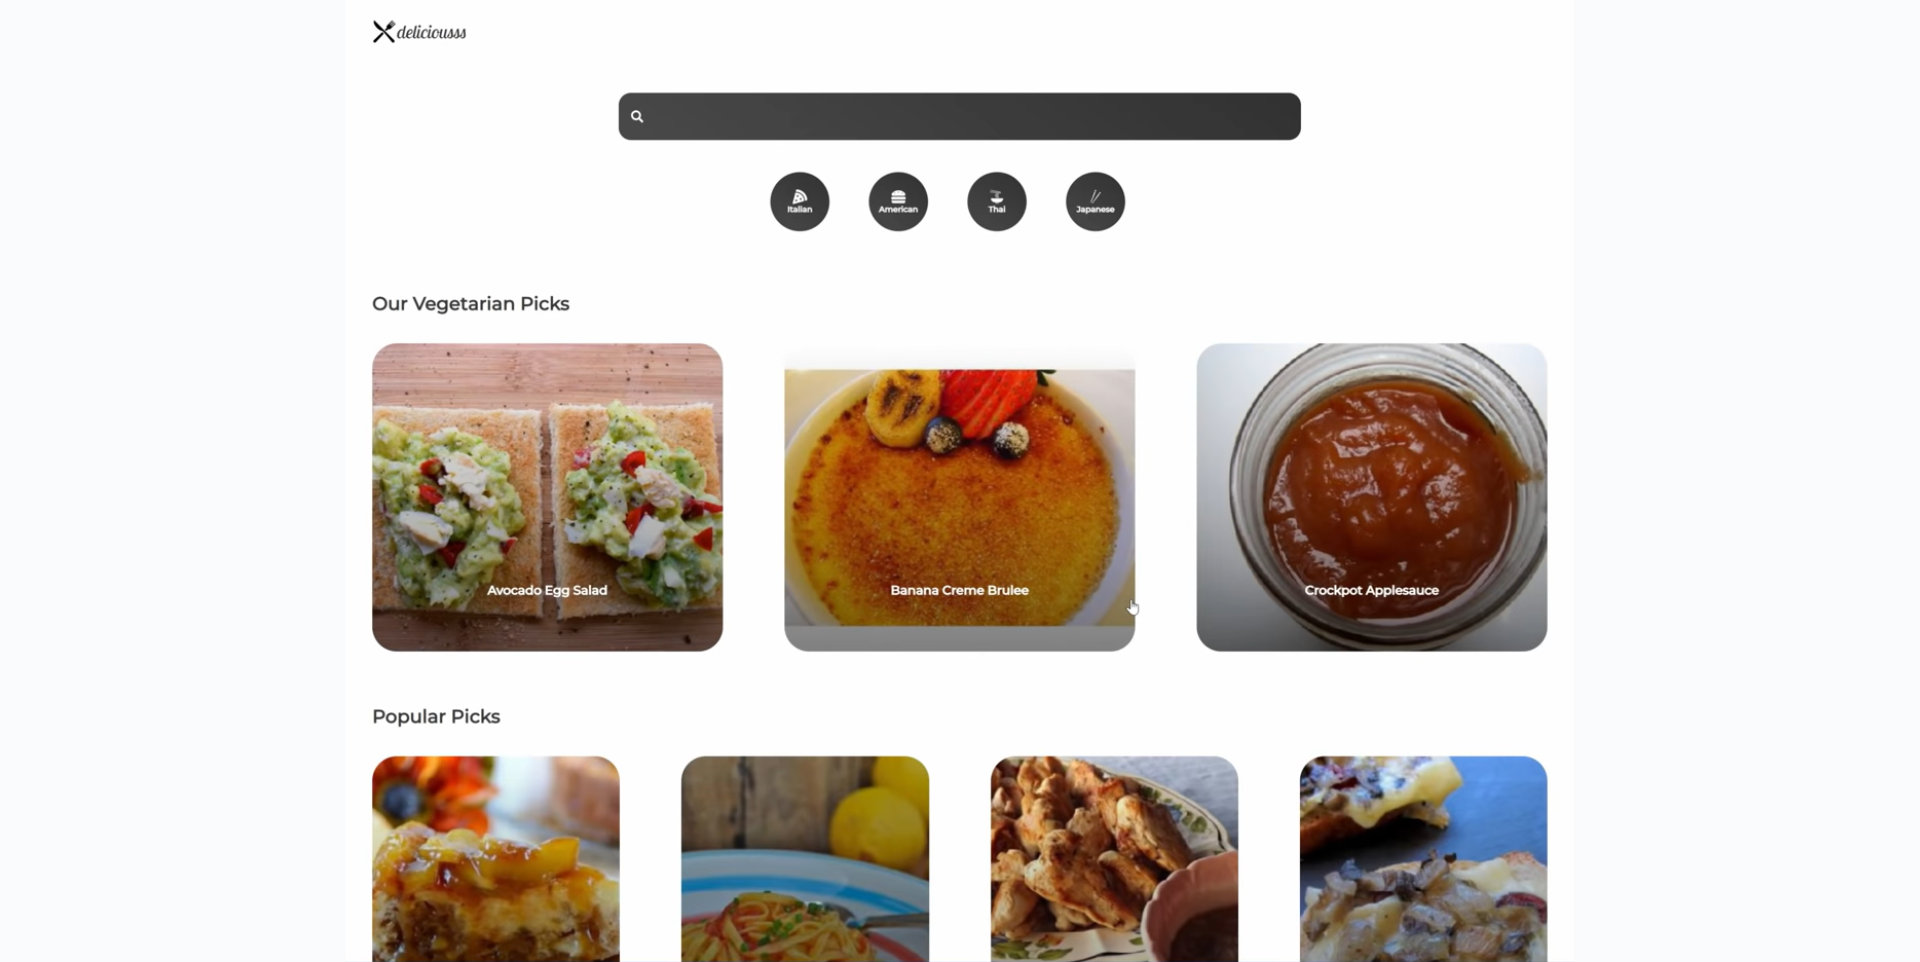 deliciousss
Italian
American
Thai
Japanese
Our Vegetarian Picks
Avocado Egg Salad
Banana Creme Brulee
Crockpot Applesauce
Popular Picks